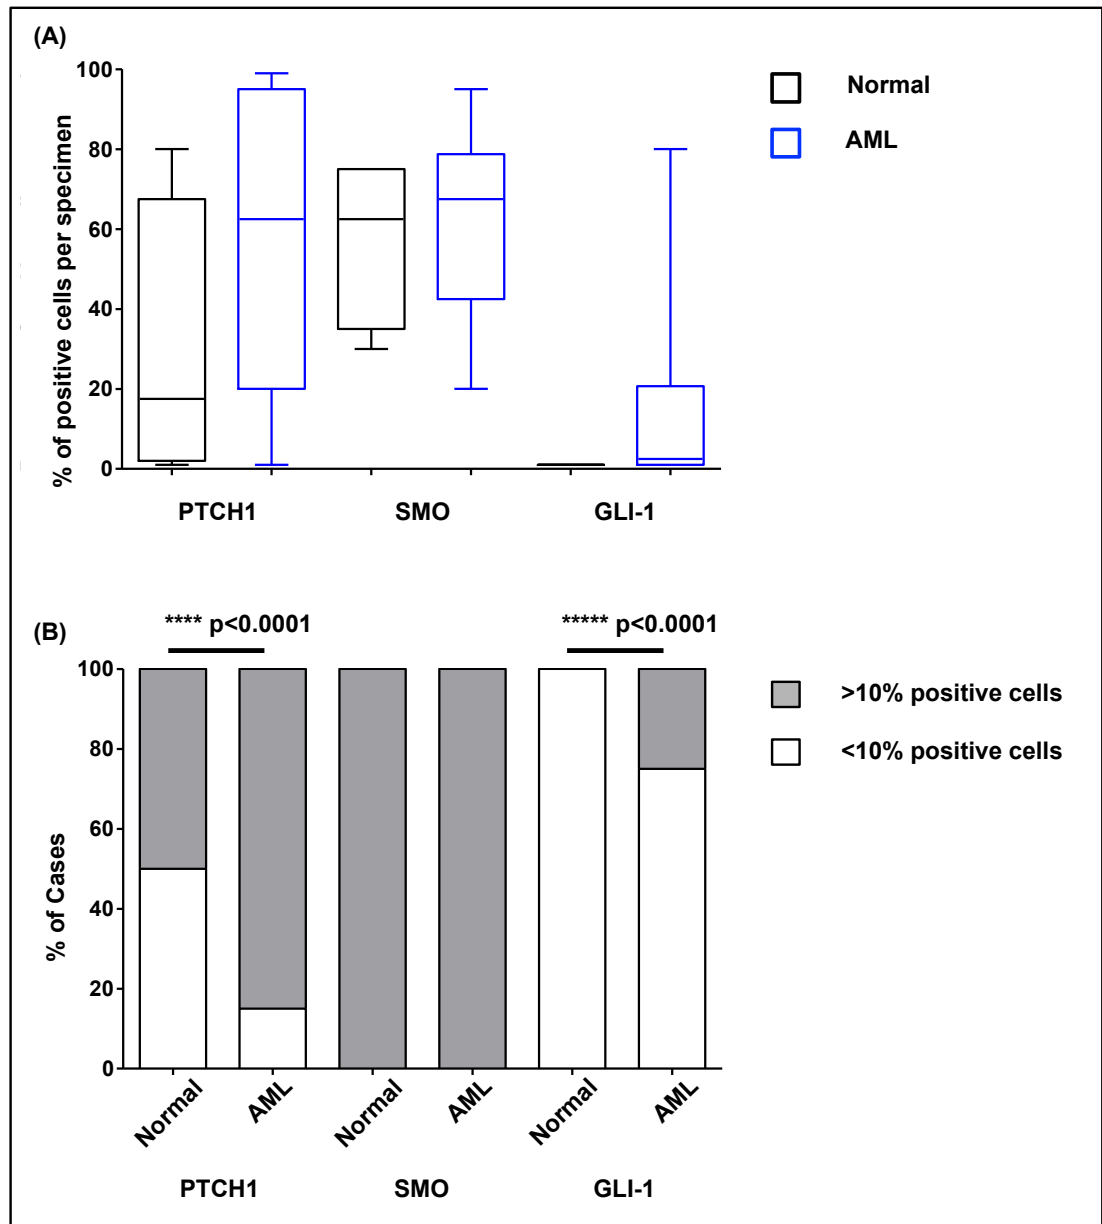 (A)
100
80
60
40
20
0
% of positive cells per specimen
PTCH1 SMO GLI-1
Normal
AML
(B)
**** p<0.0001 ***** p<0.0001
100
80
60
40
20
0
% of Cases
Normal AML Normal AML Normal AML
PTCH1 SMO GLI-1
>10% positive cells
<10% positive cells